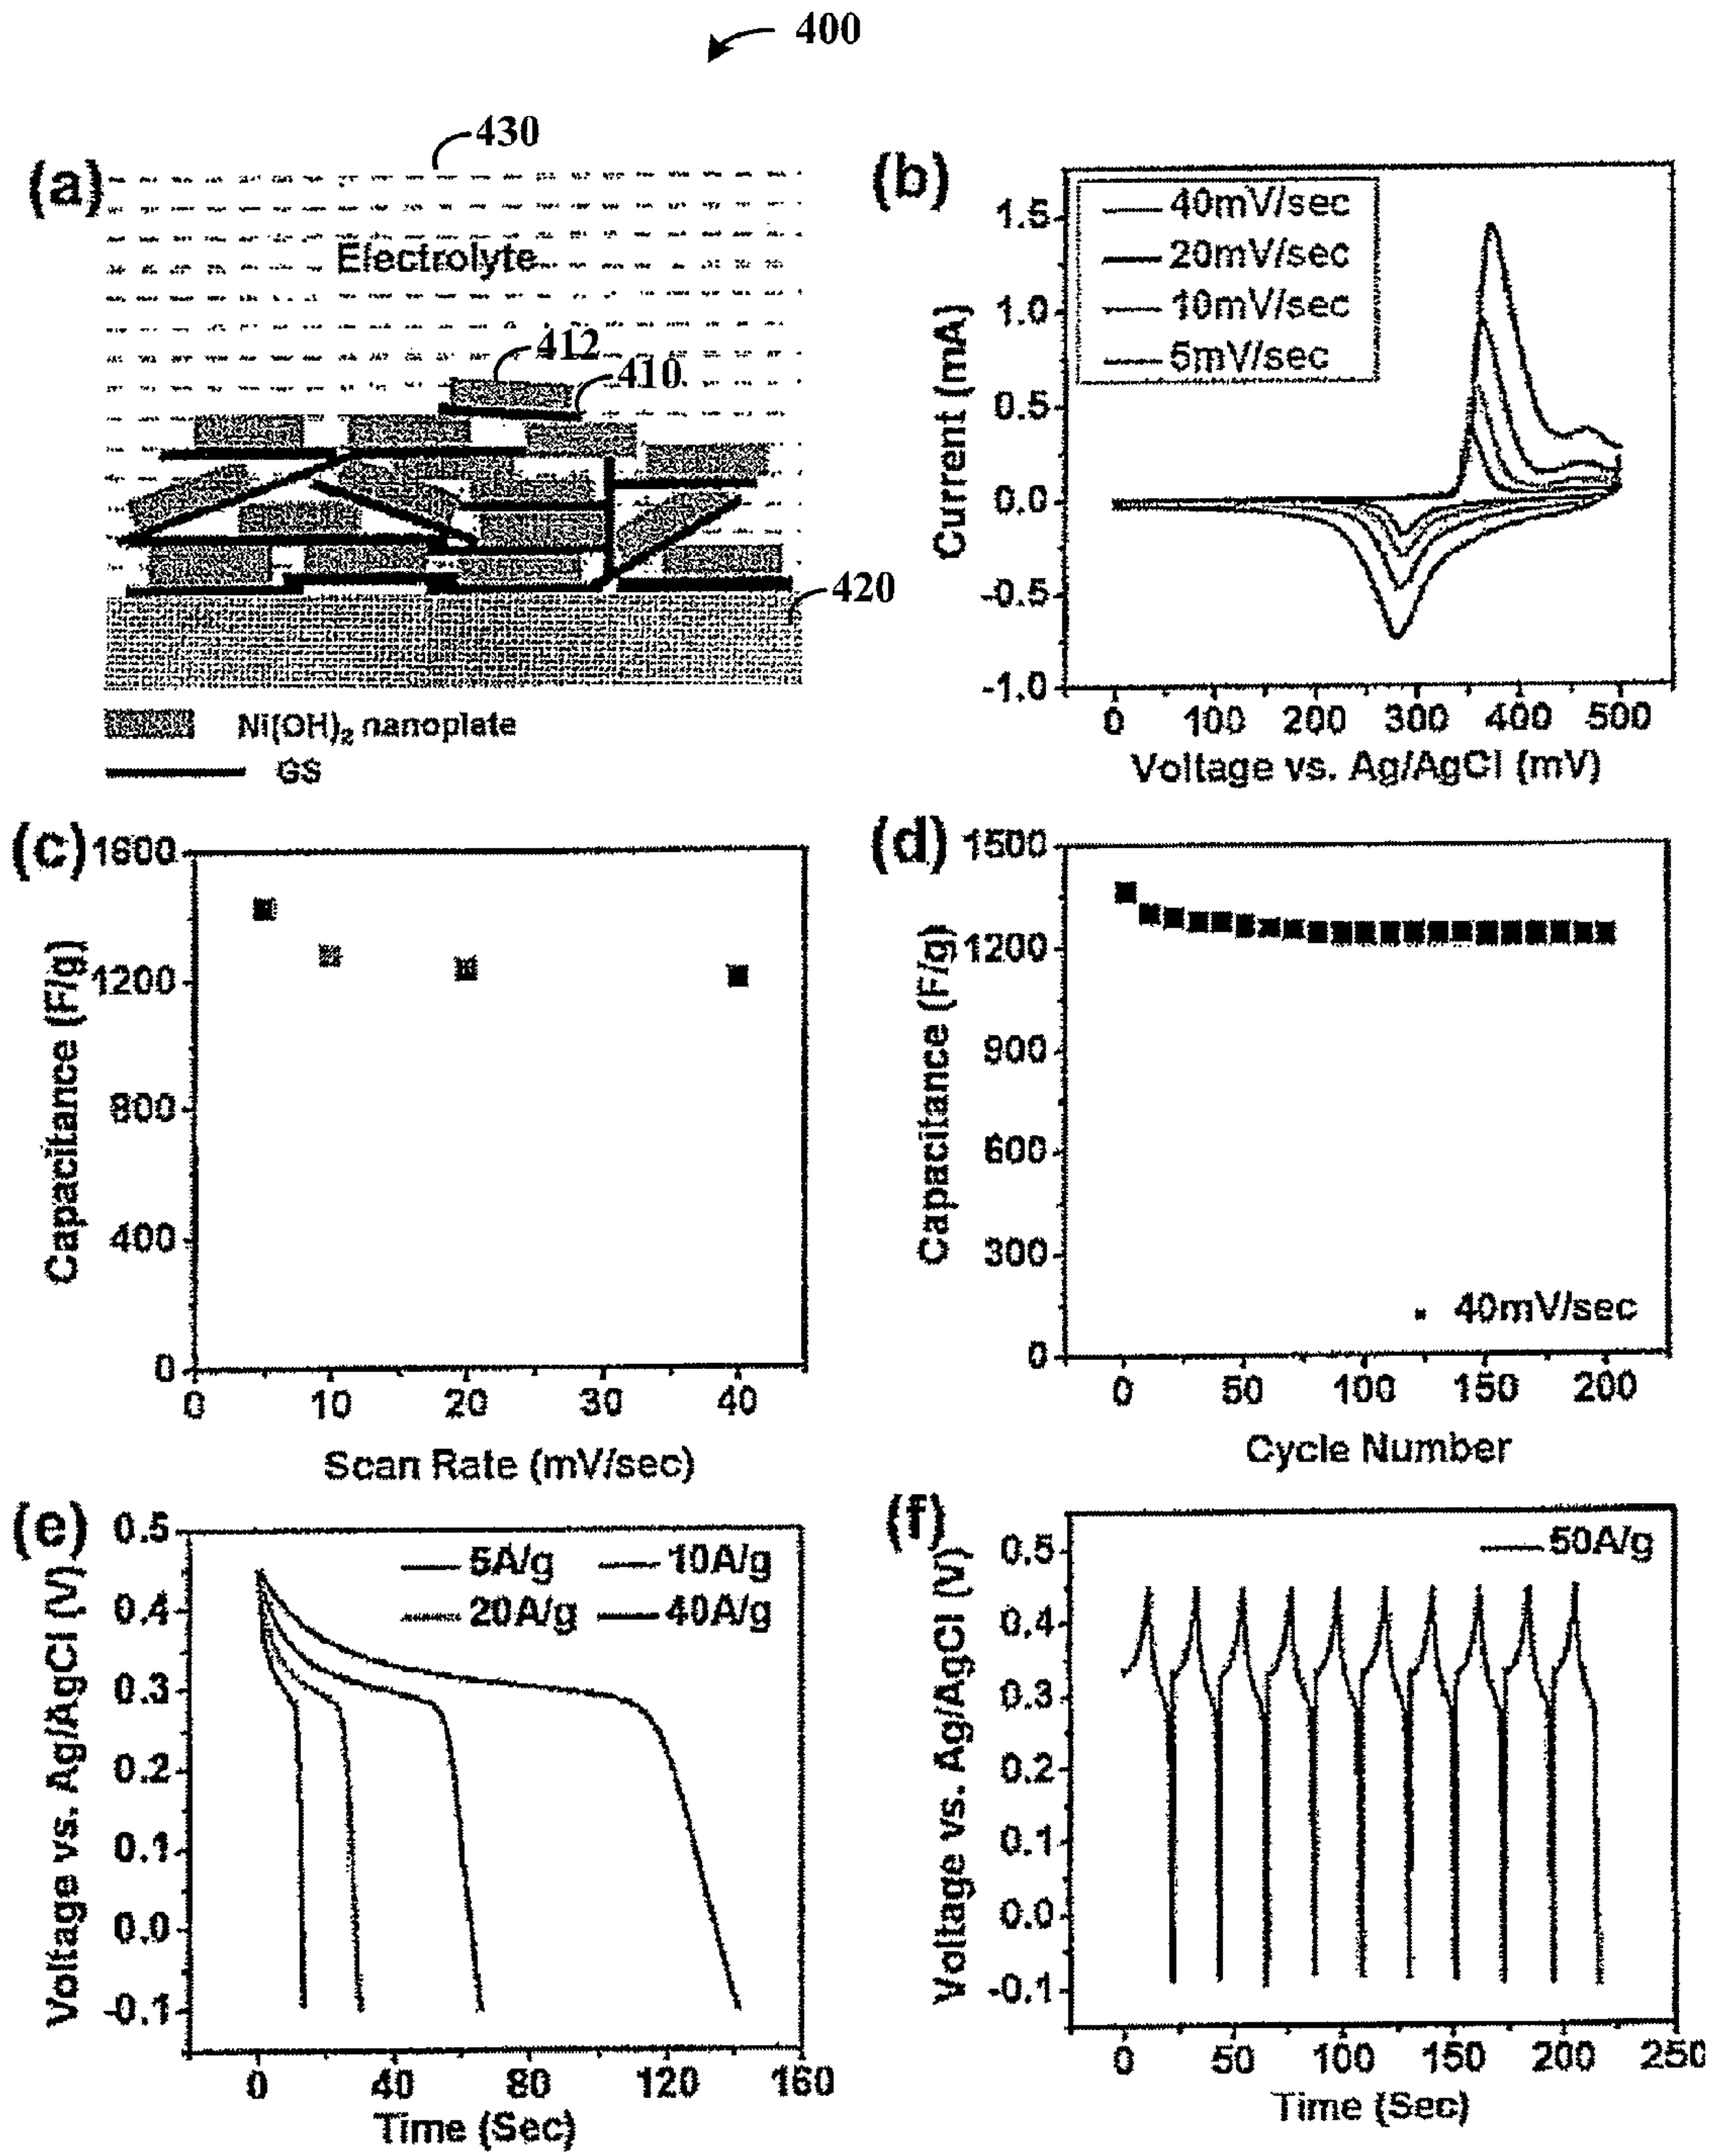 400
(a)
430
Electrolyte
412
410
420
Ni(OH)2 nanoplate
GS
(b)
40mV/sec
20mV/sec
10mV/sec
5mV/sec
Current (mA)
1.5
1.0
0.5
0.0
-0.5
-1.0
0 100 200 300 400 500
Voltage vs. Ag/AgCl (mV)
(c)
Capacitance (F/g)
1600
1200
800
400
0
0 10 20 30 40
Scan Rate (mV/sec)
(d)
Capacitance (F/g)
1500
1200
900
600
300
0
40mV/sec
0 50 100 150 200
Cycle Number
(e)
Voltage vs. Ag/AgCl (V)
0.5
0.4
0.3
0.2
0.1
0.0
-0.1
5A/g 10A/g
20A/g 40A/g
0 40 80 120 160
Time (Sec)
(f)
Voltage vs. Ag/AgCl (V)
0.5
0.4
0.3
0.2
0.1
0.0
-0.1
50A/g
0 50 100 150 200 250
Time (Sec)